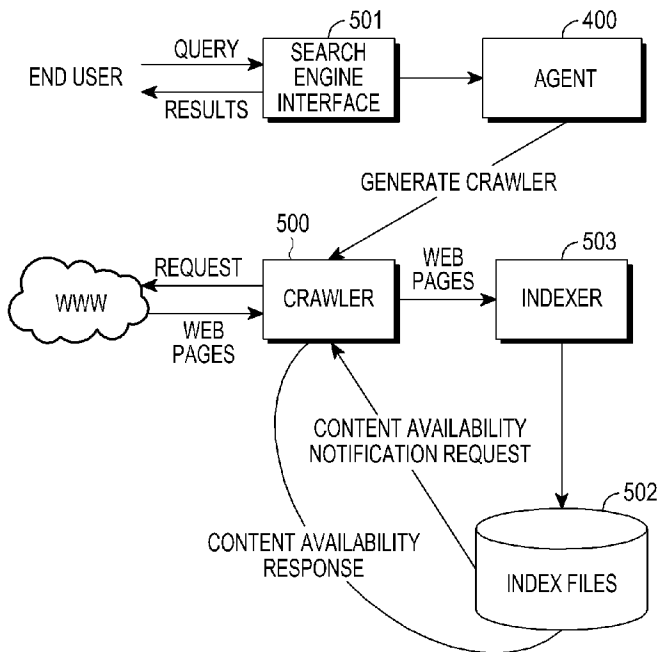 501
400
QUERY
END USER
RESULTS
SEARCH
ENGINE
INTERFACE
AGENT
GENERATE CRAWLER
500
503
REQUEST
WWW
WEB
PAGES
CRAWLER
WEB
PAGES
INDEXER
CONTENT AVAILABILITY
NOTIFICATION REQUEST
502
CONTENT AVAILABILITY
RESPONSE
INDEX FILES